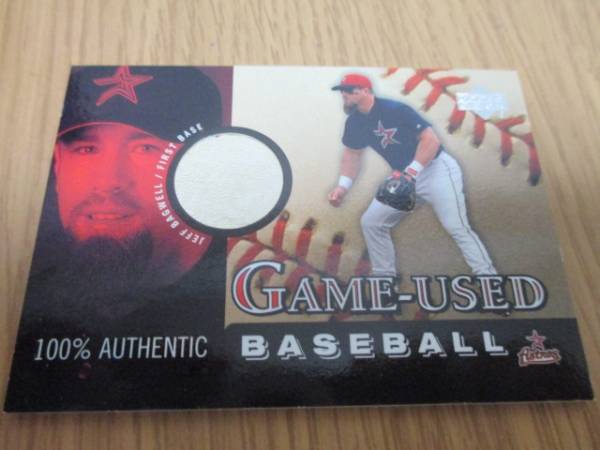 JEFF BAGWELL / FIRST BASE
GAME-USED
100% AUTHENTIC
BASEBALL
Astros